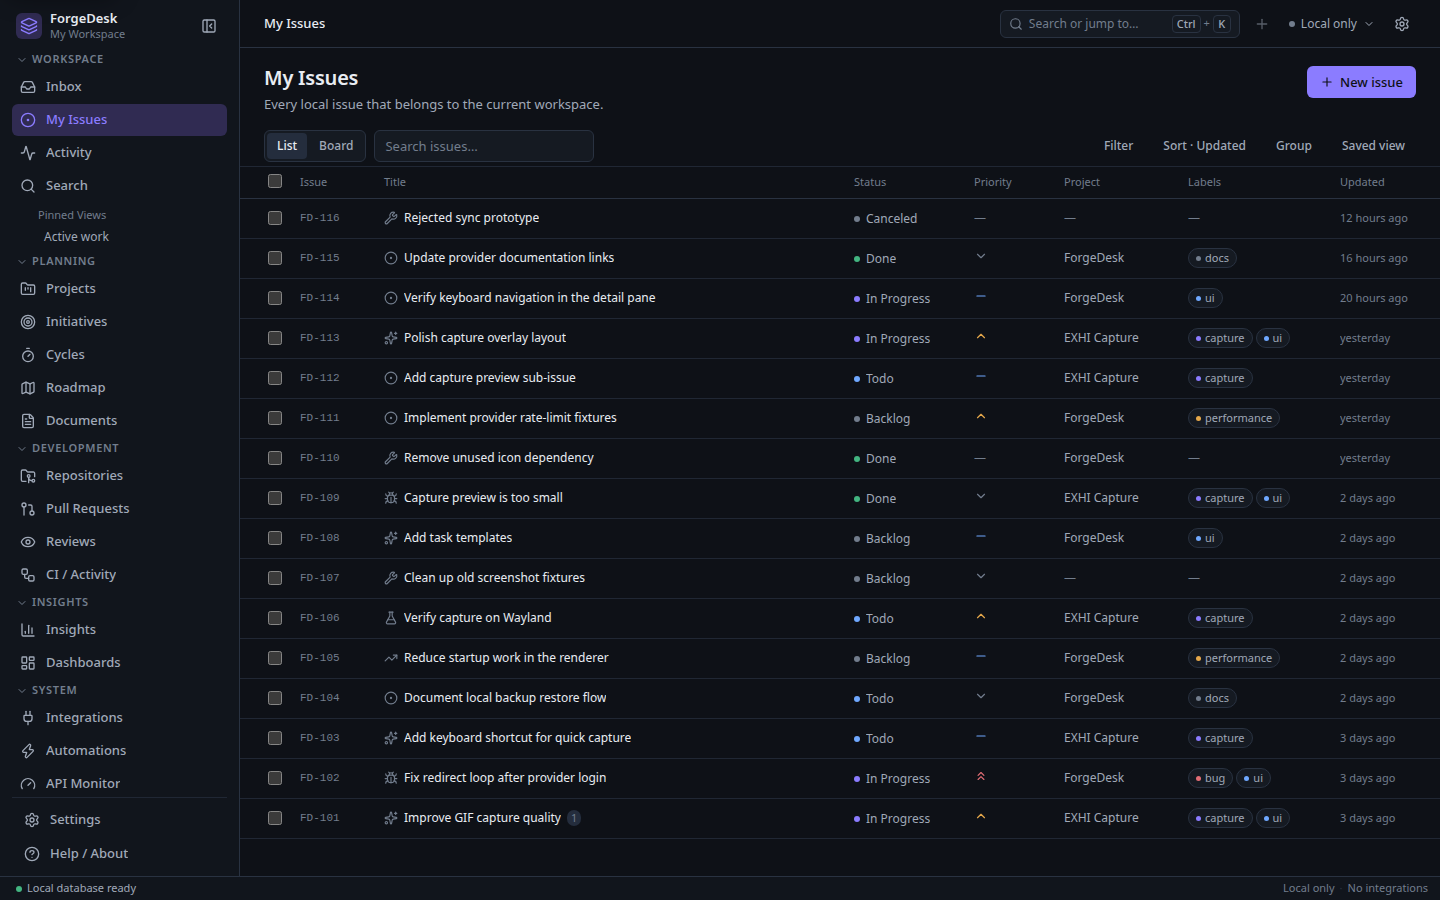 ForgeDesk
My Workspace
WORKSPACE
Inbox
My Issues
Activity
Search
Pinned Views
Active work
PLANNING
Projects
Initiatives
Cycles
Roadmap
Documents
DEVELOPMENT
Repositories
Pull Requests
Reviews
CI / Activity
INSIGHTS
Insights
Dashboards
SYSTEM
Integrations
Automations
API Monitor
Settings
Help / About
My Issues
Search or jump to... Ctrl + K
Local only
My Issues
Every local issue that belongs to the current workspace.
New issue
List Board Search issues... Filter Sort · Updated Group Saved view
Issue Title Status Priority Project Labels Updated
FD-116 Rejected sync prototype Canceled — — — 12 hours ago
FD-115 Update provider documentation links Done ForgeDesk docs 16 hours ago
FD-114 Verify keyboard navigation in the detail pane In Progress ForgeDesk ui 20 hours ago
FD-113 Polish capture overlay layout In Progress EXHI Capture capture ui yesterday
FD-112 Add capture preview sub-issue Todo EXHI Capture capture yesterday
FD-111 Implement provider rate-limit fixtures Backlog ForgeDesk performance yesterday
FD-110 Remove unused icon dependency Done — ForgeDesk — yesterday
FD-109 Capture preview is too small Done EXHI Capture capture ui 2 days ago
FD-108 Add task templates Backlog ForgeDesk ui 2 days ago
FD-107 Clean up old screenshot fixtures Backlog — — 2 days ago
FD-106 Verify capture on Wayland Todo EXHI Capture capture 2 days ago
FD-105 Reduce startup work in the renderer Backlog ForgeDesk performance 2 days ago
FD-104 Document local backup restore flow Todo ForgeDesk docs 2 days ago
FD-103 Add keyboard shortcut for quick capture Todo EXHI Capture capture 3 days ago
FD-102 Fix redirect loop after provider login In Progress ForgeDesk bug ui 3 days ago
FD-101 Improve GIF capture quality 1 In Progress EXHI Capture capture ui 3 days ago
Local database ready
Local only · No integrations